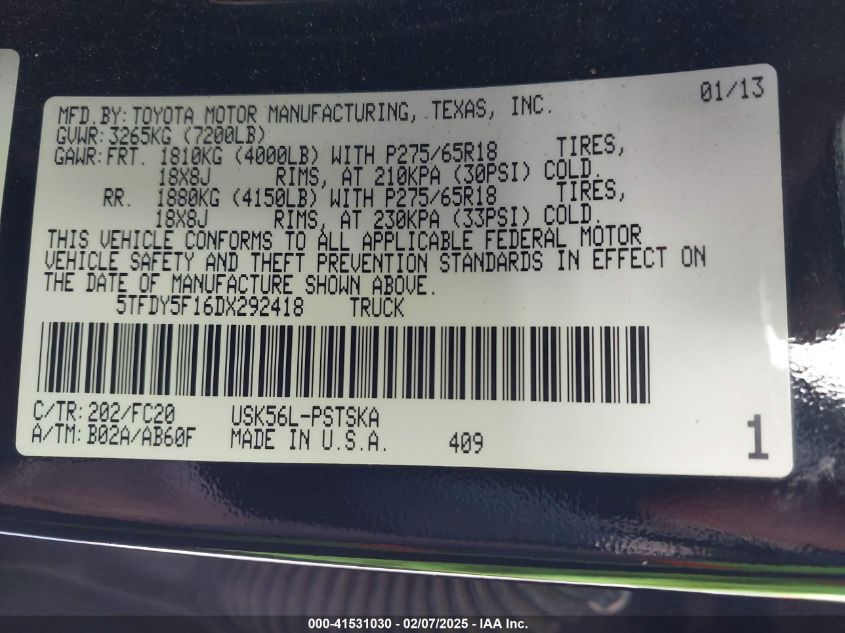 01/13
MFD.BY: TOYOTA MOTOR MANUFACTURING, TEXAS, INC.
GVWR: 3265KG (7200LB)
GAWR: FRT. 1810KG (4000LB) WITH P275/65R18 TIRES,
18X8J RIMS, AT 210KPA (30PSI) COLD.
RR. 1880KG (4150LB) WITH P275/65R18 TIRES,
18X8J RIMS, AT 230KPA (33PSI) COLD.
THIS VEHICLE CONFORMS TO ALL APPLICABLE FEDERAL MOTOR
VEHICLE SAFETY AND THEFT PREVENTION STANDARDS IN EFFECT ON
THE DATE OF MANUFACTURE SHOWN ABOVE.
5TFDY5F16DX292418 TRUCK
C/TR: 202/FC20 USK56L-PSTSKA
A/TM: B02A/AB60F MADE IN U.S.A. 409 1
000-41531030 - 02/07/2025 - IAA Inc.